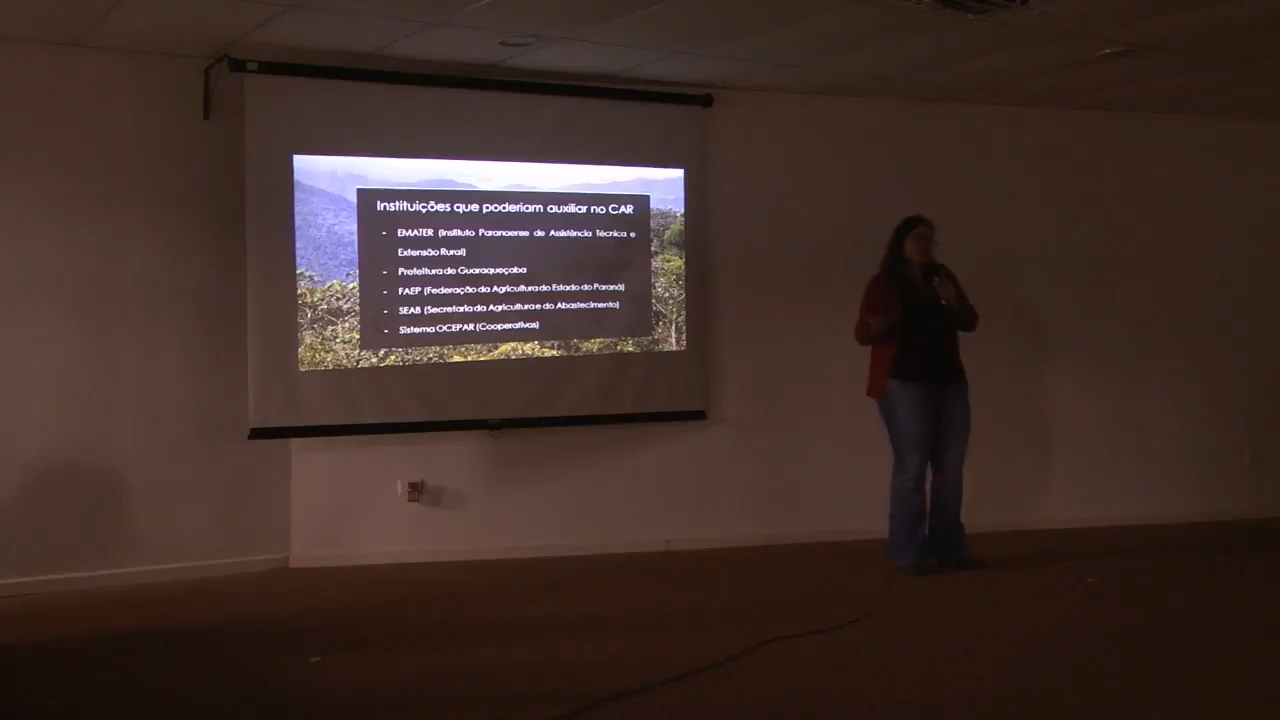 Instituições que poderiam auxiliar no CAR
- EMATER (Instituto Paranaense de Assistência Técnica e
Extensão Rural)
- Prefeitura de Guaraqueçaba
- FAEP (Federação da Agricultura do Estado do Paraná)
- SEAB (Secretaria da Agricultura e do Abastecimento)
- Sistema OCEPAR (Cooperativas)